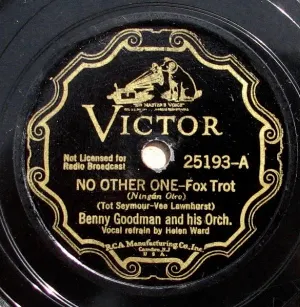 "HIS MASTER'S VOICE"
VICTOR
Not Licensed for
Radio Broadcast
25193-A
NO OTHER ONE-Fox Trot
(Ningún Otro)
(Tot Seymour-Vee Lawnhurst)
Benny Goodman and his Orch.
Vocal refrain by Helen Ward
R.C.A. Manufacturing Co., Inc.
Camden, N.J.
U.S.A.